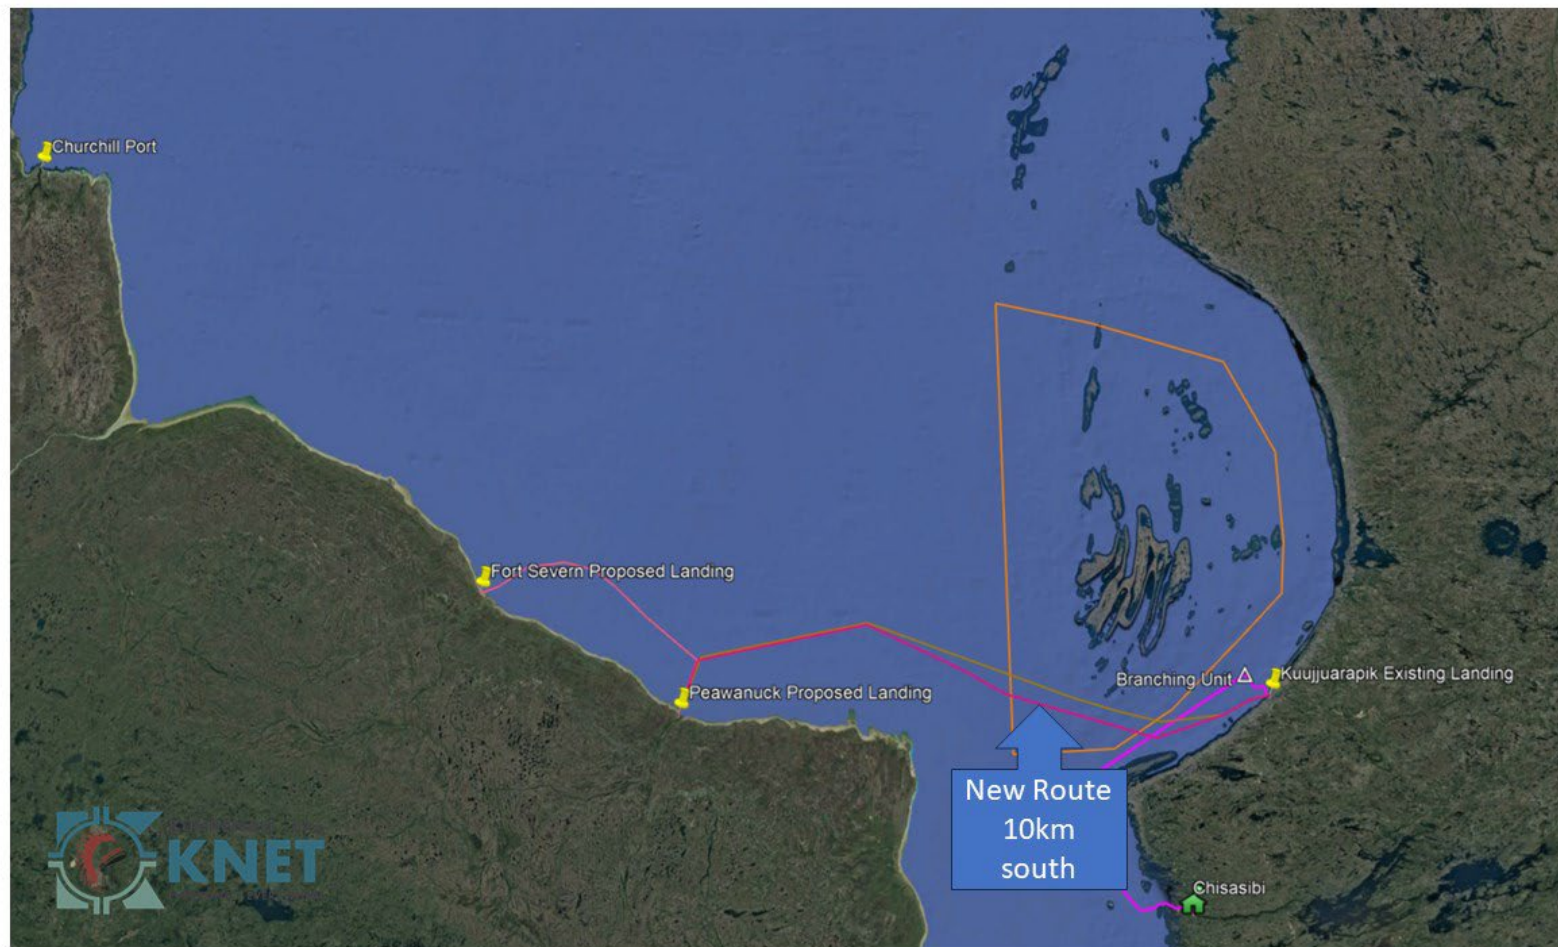 Churchill Port
Fort Severn Proposed Landing
Peawanuck Proposed Landing
Branching Unit
Kuujjuarapik Existing Landing
New Route
10km
south
KNET
Chisasibi